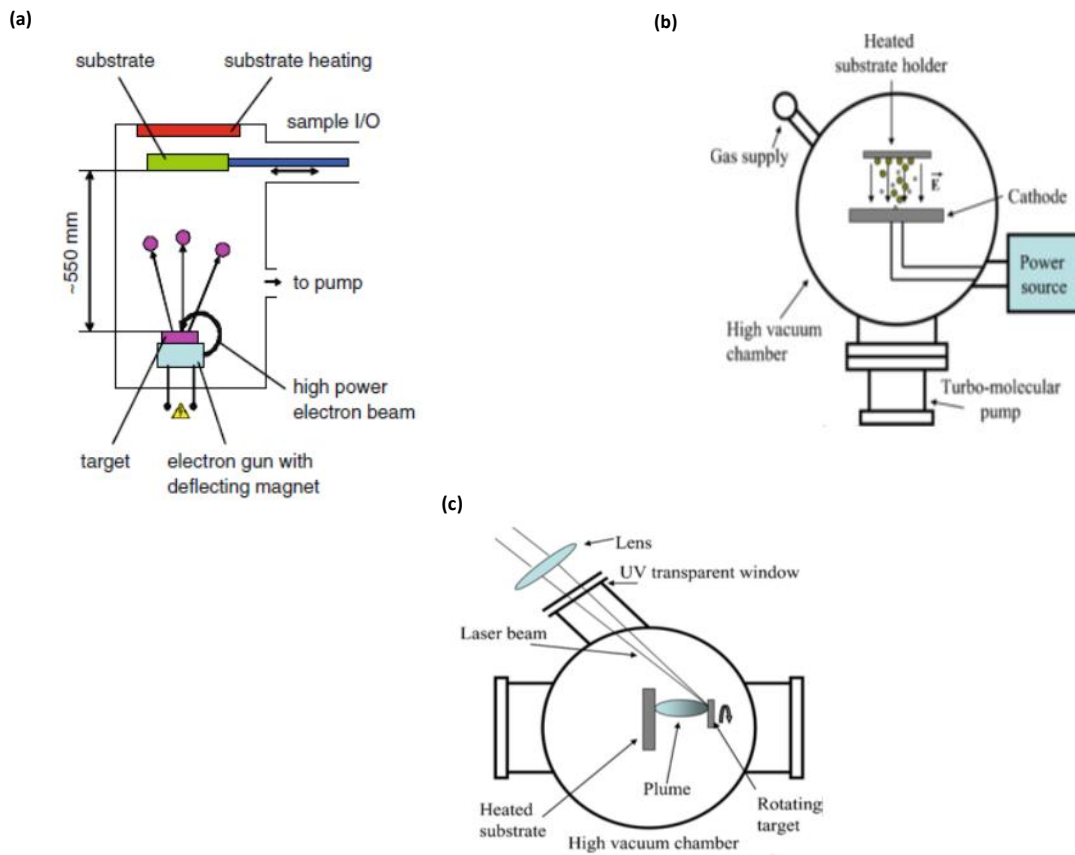 (a)
substrate
substrate heating
sample I/O
~550 mm
to pump
high power
electron beam
target
electron gun with
deflecting magnet
(b)
Heated
substrate holder
Gas supply
E
Cathode
Power
source
High vacuum
chamber
Turbo-molecular
pump
(c)
Lens
UV transparent window
Laser beam
Plume
Heated
substrate
Rotating
target
High vacuum chamber